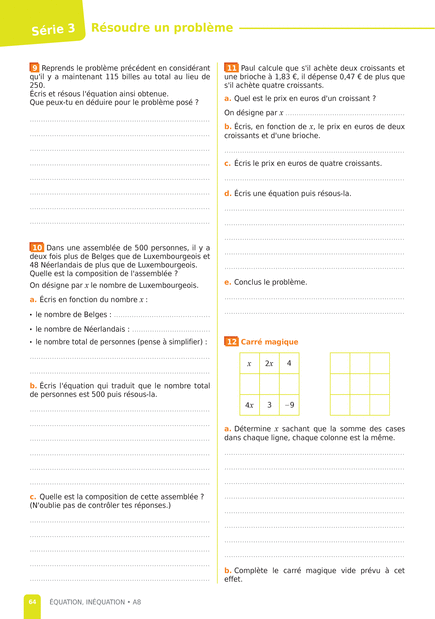 Série 3
Résoudre un problème
9 Reprends le problème précédent en considérant
qu'il y a maintenant 115 billes au total au lieu de
250.
Écris et résous l'équation ainsi obtenue.
Que peux-tu en déduire pour le problème posé ?
10 Dans une assemblée de 500 personnes, il y a
deux fois plus de Belges que de Luxembourgeois et
48 Néerlandais de plus que de Luxembourgeois.
Quelle est la composition de l'assemblée ?
On désigne par x le nombre de Luxembourgeois.
a. Écris en fonction du nombre x :
• le nombre de Belges :
• le nombre de Néerlandais :
• le nombre total de personnes (pense à simplifier) :
b. Écris l'équation qui traduit que le nombre total
de personnes est 500 puis résous-la.
c. Quelle est la composition de cette assemblée ?
(N'oublie pas de contrôler tes réponses.)
11 Paul calcule que s'il achète deux croissants et
une brioche à 1,83 €, il dépense 0,47 € de plus que
s'il achète quatre croissants.
a. Quel est le prix en euros d'un croissant ?
On désigne par x
b. Écris, en fonction de x, le prix en euros de deux
croissants et d'une brioche.
c. Écris le prix en euros de quatre croissants.
d. Écris une équation puis résous-la.
e. Conclus le problème.
12 Carré magique
x 2x 4
4x 3 −9
a. Détermine x sachant que la somme des cases
dans chaque ligne, chaque colonne est la même.
b. Complète le carré magique vide prévu à cet
effet.
64 ÉQUATION, INÉQUATION • A8